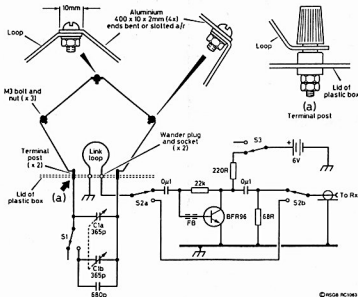 10mm
Loop
Aluminium
400 x 10 x 2mm (4x)
ends bent or slotted a/r
Loop
Lid of
plastic box
(a)
Terminal post
M3 bolt and
nut (x 3)
Link
loop
Wander plug
and socket
(x 2)
Terminal
post
(x 2)
Lid of
plastic box
(a)
S1
C1a
365p
C1b
365p
680p
S2a
0μ1
22k
FB
BFR96
220R
S3
+
6V
0μ1
68R
S2b
To Rx
©RSGB RC1083